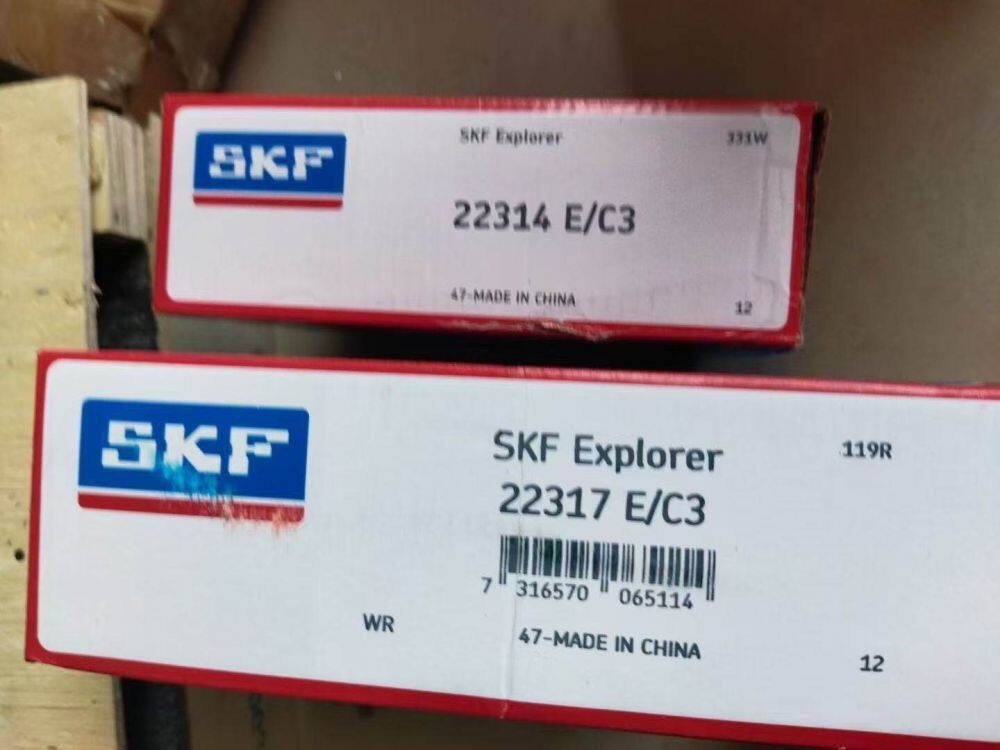 SKF
SKF Explorer
331W
22314 E/C3
47-MADE IN CHINA
12
SKF
SKF Explorer
119R
22317 E/C3
7 316570 065114
WR
47-MADE IN CHINA
12